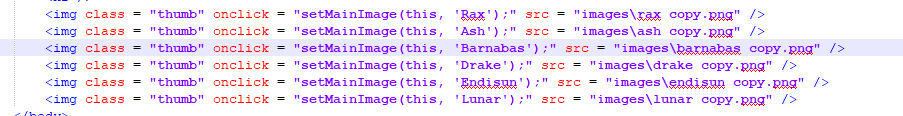 <img class = "thumb" onclick = "setMainImage(this, 'Rax');" src = "images\rax copy.png" />
<img class = "thumb" onclick = "setMainImage(this, 'Ash');" src = "images\ash copy.png" />
<img class = "thumb" onclick = "setMainImage(this, 'Barnabas');" src = "images\barnabas copy.png" />
<img class = "thumb" onclick = "setMainImage(this, 'Drake');" src = "images\drake copy.png" />
<img class = "thumb" onclick = "setMainImage(this, 'Endisun');" src = "images\endisun copy.png" />
<img class = "thumb" onclick = "setMainImage(this, 'Lunar');" src = "images\lunar copy.png" />
</body>